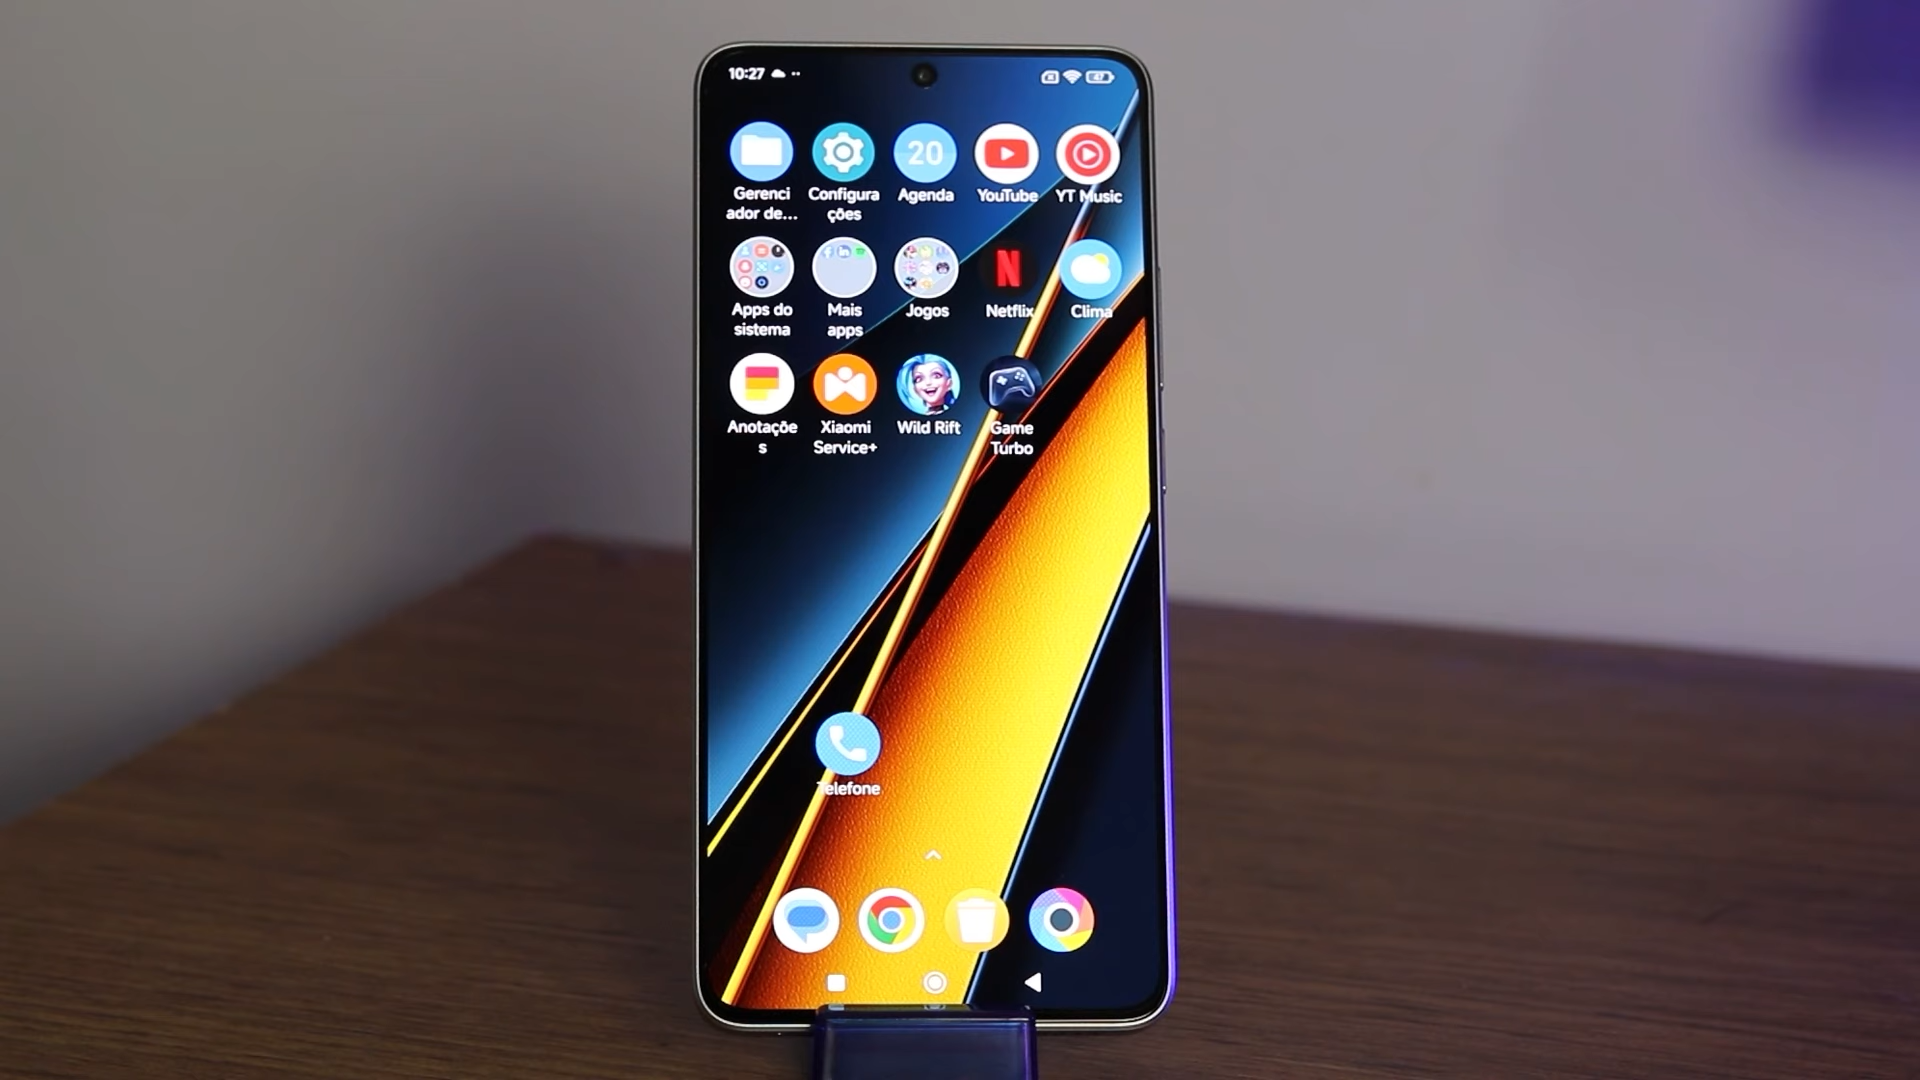 10:27
47
20
Gerenci
ador de...
Configura
ções
Agenda
YouTube
YT Music
Apps do
sistema
Mais
apps
Jogos
N
Netflix
Clima
Anotaçõe
s
Xiaomi
Service+
Wild Rift
Game
Turbo
Telefone